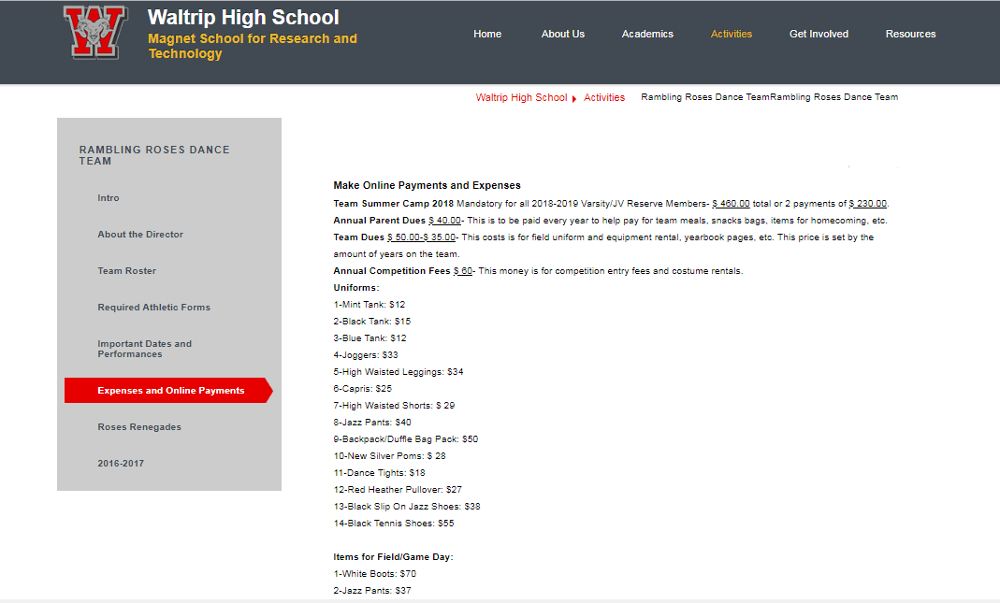 W
Waltrip High School
Magnet School for Research and
Technology
Home About Us Academics Activities Get Involved Resources
Waltrip High School Activities Rambling Roses Dance TeamRambling Roses Dance Team
RAMBLING ROSES DANCE
TEAM
Intro
About the Director
Team Roster
Required Athletic Forms
Important Dates and
Performances
Expenses and Online Payments
Roses Renegades
2016-2017
Make Online Payments and Expenses
Team Summer Camp 2018 Mandatory for all 2018-2019 Varsity/JV Reserve Members- $ 460.00 total or 2 payments of $ 230.00.
Annual Parent Dues $ 40.00- This is to be paid every year to help pay for team meals, snacks bags, items for homecoming, etc.
Team Dues $ 50.00-$ 35.00- This costs is for field uniform and equipment rental, yearbook pages, etc. This price is set by the
amount of years on the team.
Annual Competition Fees $ 60- This money is for competition entry fees and costume rentals.
Uniforms:
1-Mint Tank: $12
2-Black Tank: $15
3-Blue Tank: $12
4-Joggers: $33
5-High Waisted Leggings: $34
6-Capris: $25
7-High Waisted Shorts: $ 29
8-Jazz Pants: $40
9-Backpack/Duffle Bag Pack: $50
10-New Silver Poms: $ 28
11-Dance Tights: $18
12-Red Heather Pullover: $27
13-Black Slip On Jazz Shoes: $38
14-Black Tennis Shoes: $55
Items for Field/Game Day:
1-White Boots: $70
2-Jazz Pants: $37